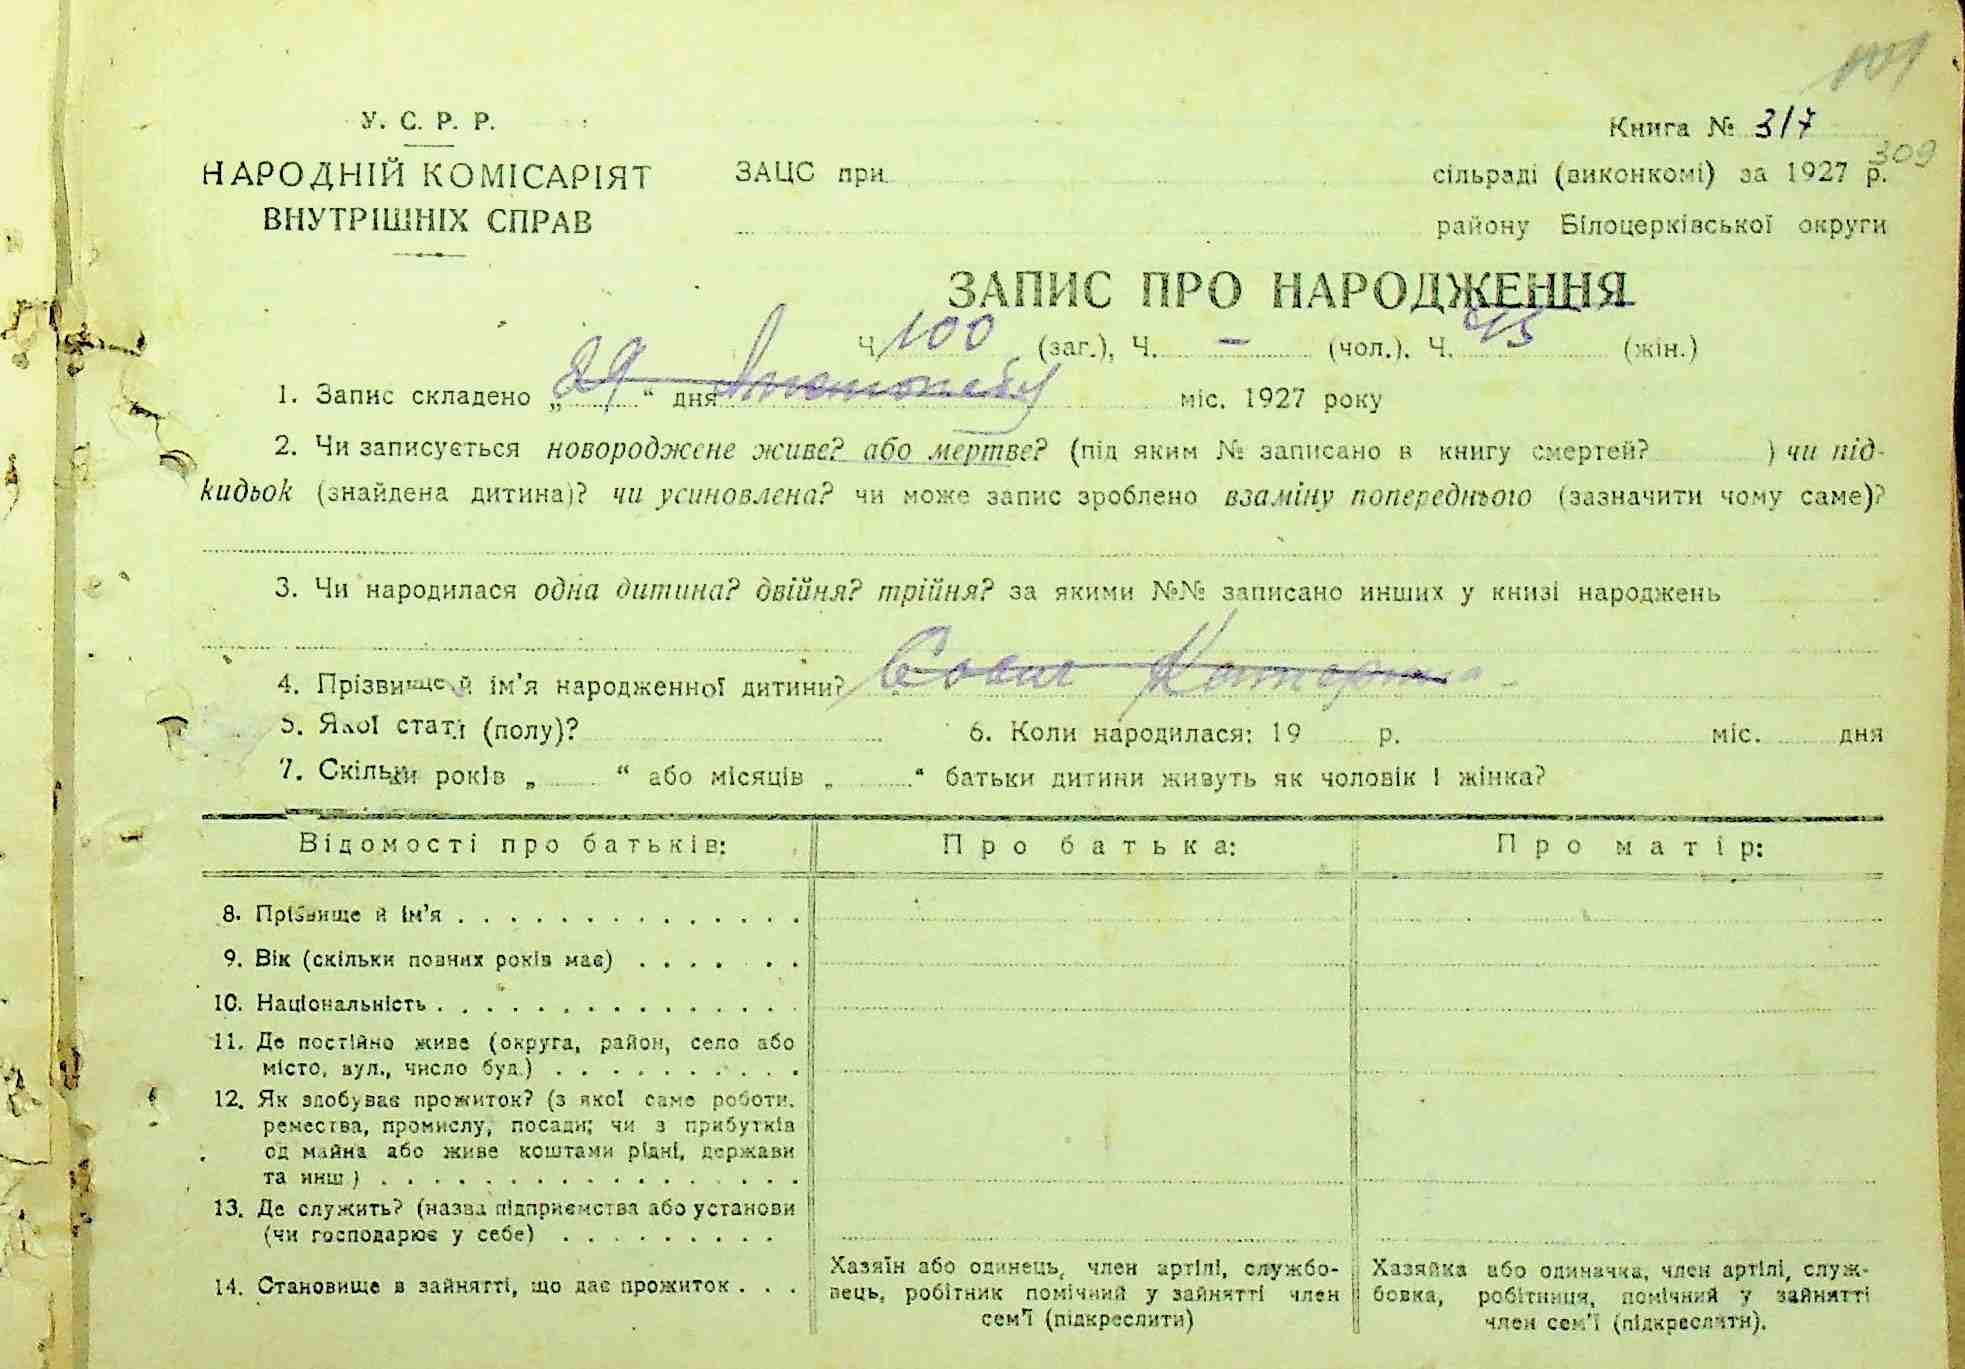 У. С. Р. Р.
НАРОДНІЙ КОМІСАРІЯТ
ВНУТРІШНІХ СПРАВ
Книга № 317
309
ЗАЦС при сільраді (виконкомі) за 1927 р.
району Білоцерківської округи
ЗАПИС ПРО НАРОДЖЕННЯ
Ч. 100 (заг.), Ч. – (чол.). Ч. 45 (жін.)
1. Запис складено „29“ дня Листопаду міс. 1927 року
2. Чи записується новороджене живе? або мертве? (під яким № записано в книгу смертей? ) чи під-
кидьок (знайдена дитина)? чи усиновлена? чи може запис зроблено взаміну попереднього (зазначити чому саме)?
3. Чи народилася одна дитина? двійня? трійня? за якими №№ записано инших у книзі народжень
4. Прізвище й ім’я народженної дитини?
5. Якої статі (полу)? 6. Коли народилася: 19 р. міс. дня
7. Скільки років „ “ або місяців „ “ батьки дитини живуть як чоловік і жінка?
Відомості про батьків: Про батька: Про матір:
8. Прізвище й ім’я
9. Вік (скільки повних років має)
10. Національність
11. Де постійно живе (округа, район, село або
місто, вул., число буд.)
12. Як здобуває прожиток? (з якої саме роботи,
ремества, промислу, посади; чи з прибутків
од майна або живе коштами рідні, держави
та инш.)
13. Де служить? (назва підприємства або установи
(чи господарює у себе)
14. Становище в зайнятті, що дає прожиток
Хазяїн або одинець, член артілі, службо-
вець, робітник помічний у зайнятті член
сем’ї (підкреслити)
Хазяйка або одиначка, член артілі, служ-
бовка, робітниця, помічний у зайнятті
член сем’ї (підкреслити).